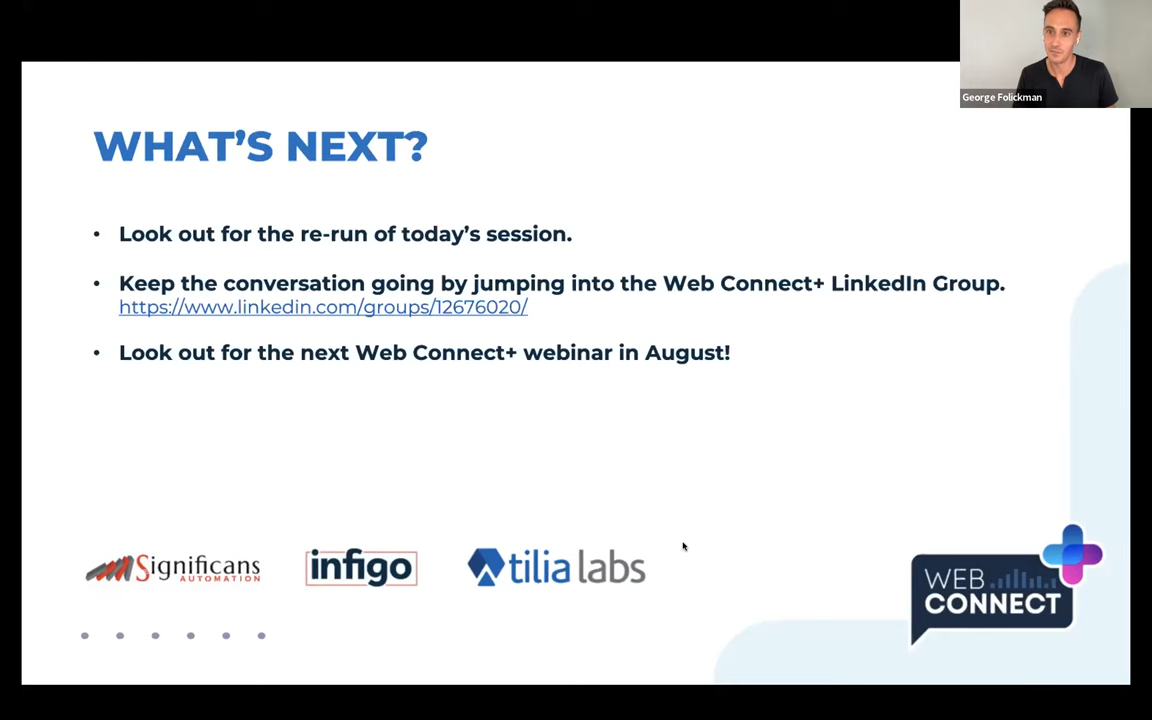 George Folickman
WHAT'S NEXT?
• Look out for the re-run of today's session.
• Keep the conversation going by jumping into the Web Connect+ LinkedIn Group.
https://www.linkedin.com/groups/12676020/
• Look out for the next Web Connect+ webinar in August!
Significans
AUTOMATION
infigo
tilia labs
WEB
CONNECT